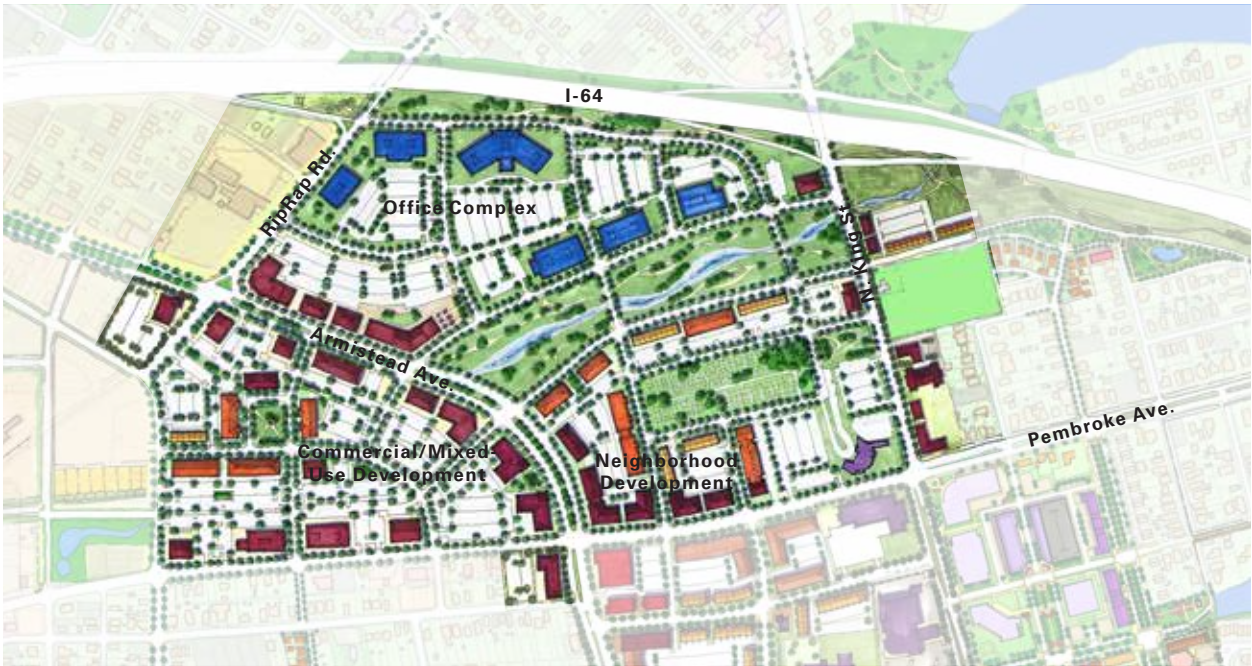 I-64
RipRap Rd.
Office Complex
N. King St.
Armistead Ave.
Pembroke Ave.
Commercial/Mixed-
Use Development
Neighborhood
Development